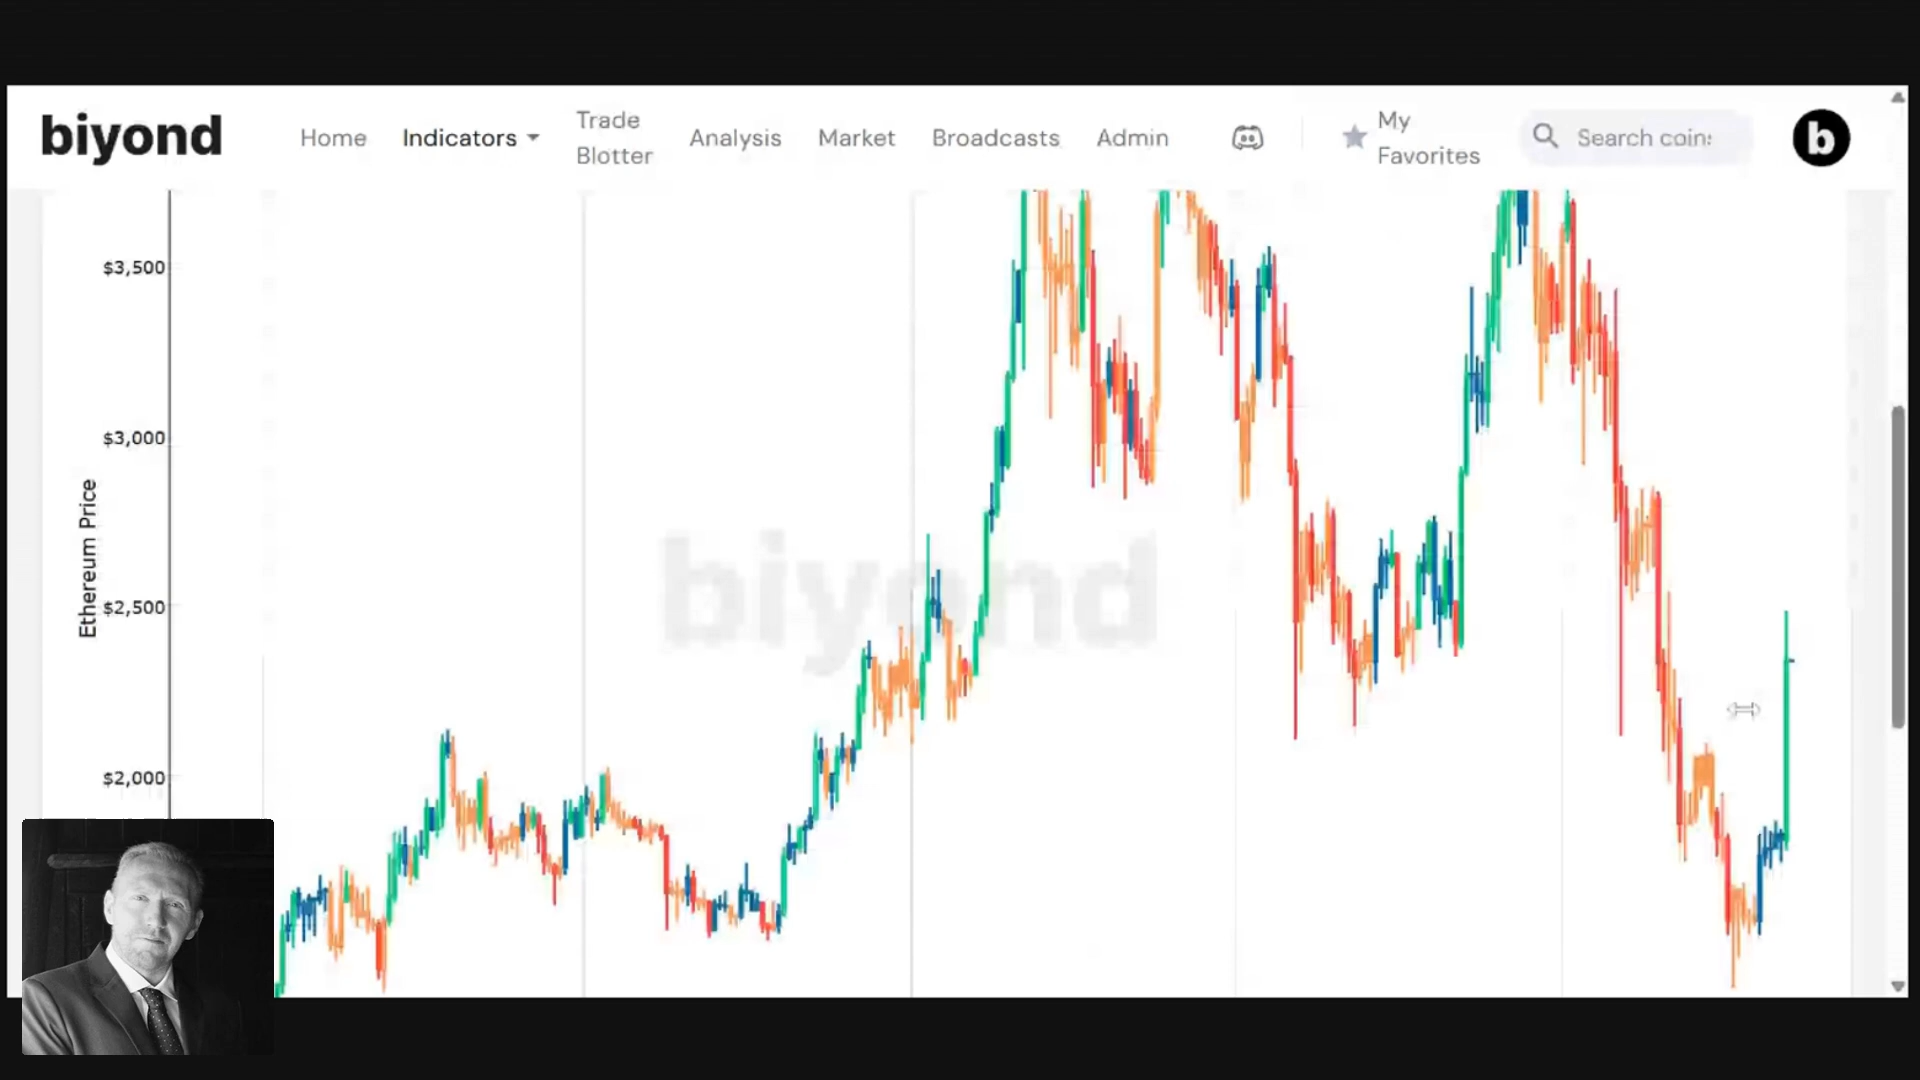 biyond
Home
Indicators
Trade
Blotter
Analysis
Market
Broadcasts
Admin
My
Favorites
Search coin
b
$3,500
$3,000
$2,500
$2,000
Ethereum Price
biyond